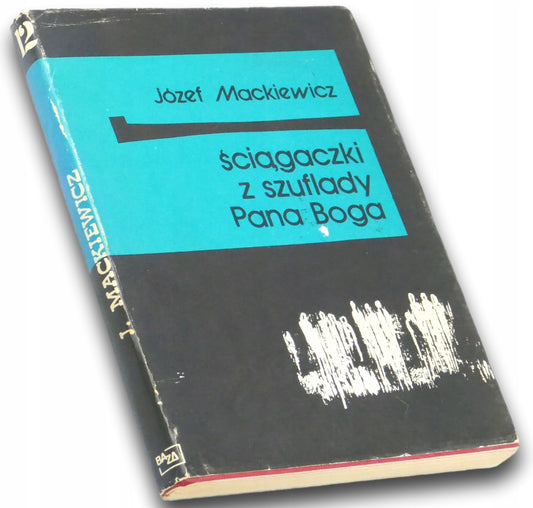 Józef Mackiewicz
ściągaczki
z szuflady
Pana Boga
12
J. MACKIEWICZ
BAZA